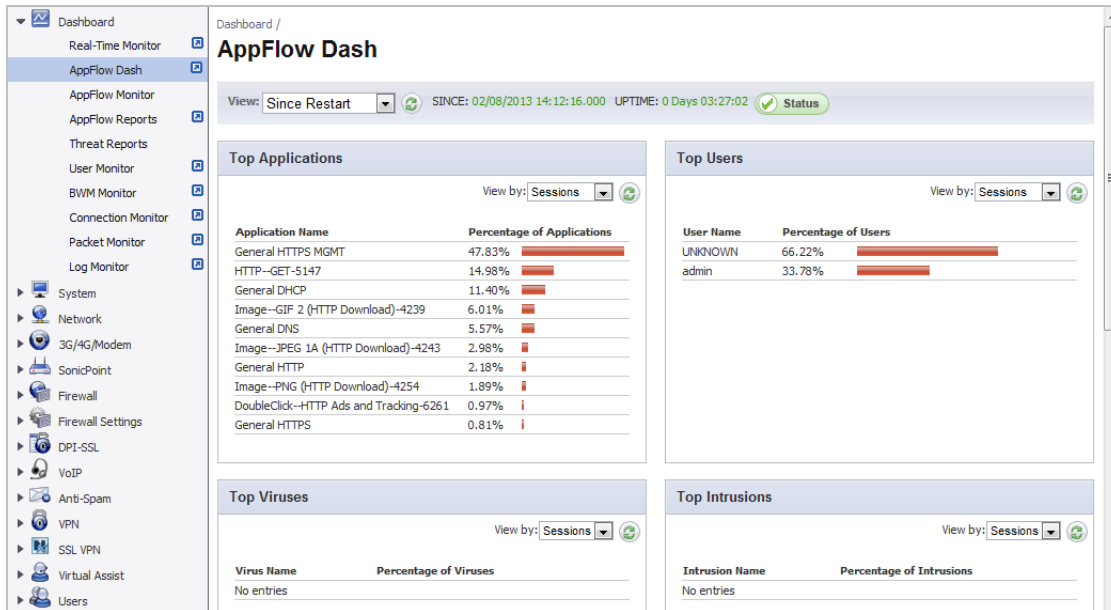 Dashboard
Real-Time Monitor
AppFlow Dash
AppFlow Monitor
AppFlow Reports
Threat Reports
User Monitor
BWM Monitor
Connection Monitor
Packet Monitor
Log Monitor
System
Network
3G/4G/Modem
SonicPoint
Firewall
Firewall Settings
DPI-SSL
VoIP
Anti-Spam
VPN
SSL VPN
Virtual Assist
Users
Dashboard /
AppFlow Dash
View: Since Restart SINCE: 02/08/2013 14:12:16.000 UPTIME: 0 Days 03:27:02 Status
Top Applications
View by: Sessions
Application Name Percentage of Applications
General HTTPS MGMT 47.83%
HTTP--GET-5147 14.98%
General DHCP 11.40%
Image--GIF 2 (HTTP Download)-4239 6.01%
General DNS 5.57%
Image--JPEG 1A (HTTP Download)-4243 2.98%
General HTTP 2.18%
Image--PNG (HTTP Download)-4254 1.89%
DoubleClick--HTTP Ads and Tracking-6261 0.97%
General HTTPS 0.81%
Top Users
View by: Sessions
User Name Percentage of Users
UNKNOWN 66.22%
admin 33.78%
Top Viruses
View by: Sessions
Virus Name Percentage of Viruses
No entries
Top Intrusions
View by: Sessions
Intrusion Name Percentage of Intrusions
No entries